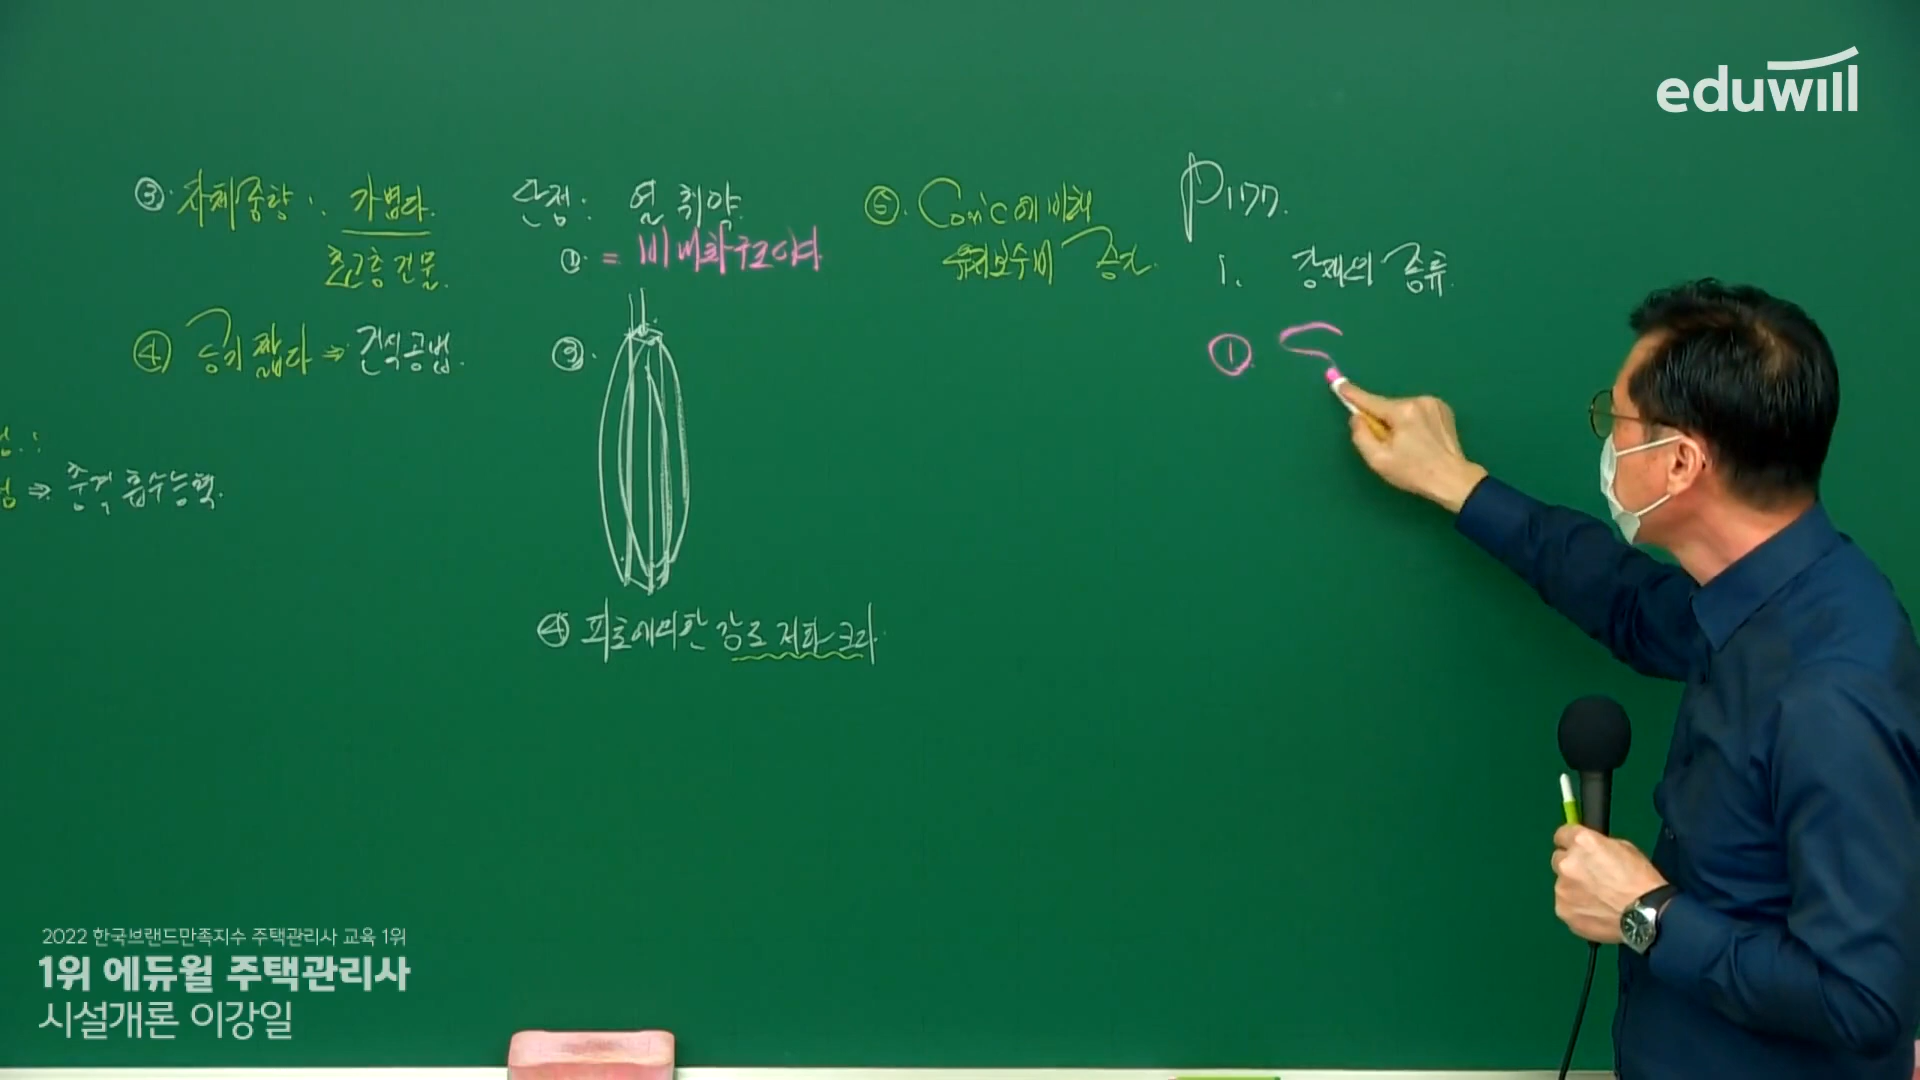 eduwill
③. 자체중량 : 가볍다.
초고층 건물.
④ 공기 짧다 ⇒ 건식공법.
점 :
점 ⇒ 충격 흡수능력.
단점 : 열 취약.
① = 비내화구조이며
③.
④ 피로에 의한 강도 저하 크다.
⑤. Con'c에 비해
유지보수비 증가.
P177.
1. 강재의 종류.
①
2022 한국브랜드만족지수 주택관리사 교육 1위
1위 에듀윌 주택관리사
시설개론 이강일